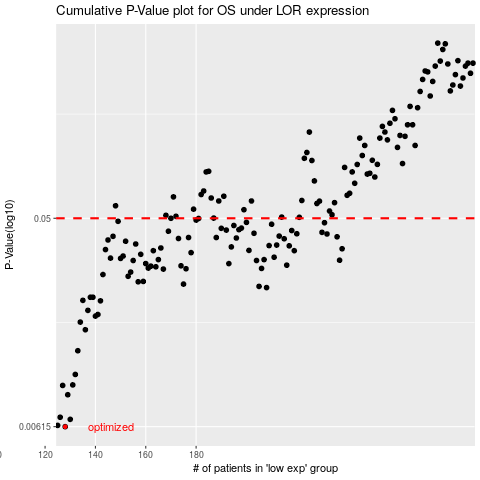 Cumulative P-Value plot for OS under LOR expression
P-Value(log10)
0.05
0.00615
optimized
0
120
140
160
180
# of patients in 'low exp' group